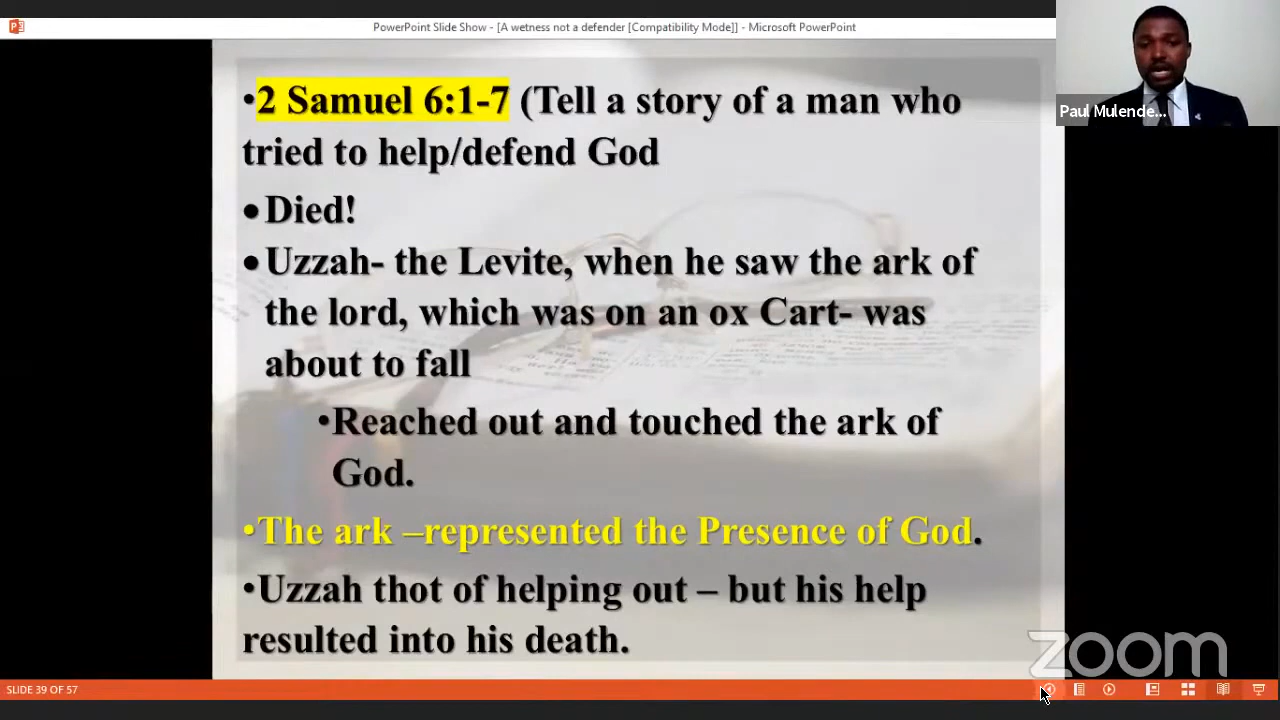 PowerPoint Slide Show - [A wetness not a defender [Compatibility Mode]] - Microsoft PowerPoint
Paul Mulende...
•2 Samuel 6:1-7 (Tell a story of a man who
tried to help/defend God
•Died!
•Uzzah- the Levite, when he saw the ark of
the lord, which was on an ox Cart- was
about to fall
•Reached out and touched the ark of
God.
•The ark –represented the Presence of God.
•Uzzah thot of helping out – but his help
resulted into his death.
zoom
SLIDE 39 OF 57